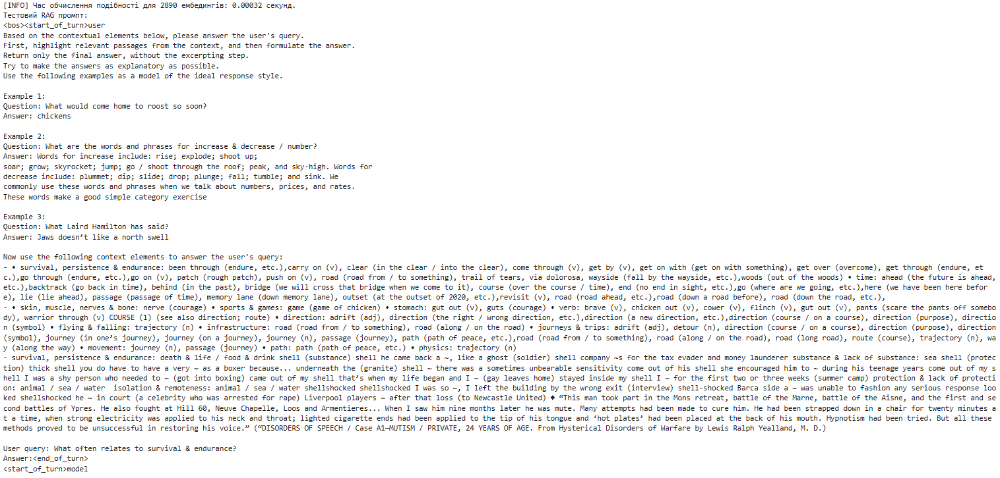 [INFO] Час обчислення подібності для 2890 ембедингів: 0.00032 секунд.
Тестовий RAG промпт:
<bos><start_of_turn>user
Based on the contextual elements below, please answer the user's query.
First, highlight relevant passages from the context, and then formulate the answer.
Return only the final answer, without the excerpting step.
Try to make the answers as explanatory as possible.
Use the following examples as a model of the ideal response style.

Example 1:
Question: What would come home to roost so soon?
Answer: chickens

Example 2:
Question: What are the words and phrases for increase & decrease / number?
Answer: Words for increase include: rise; explode; shoot up;
soar; grow; skyrocket; jump; go / shoot through the roof; peak, and sky-high. Words for
decrease include: plummet; dip; slide; drop; plunge; fall; tumble; and sink. We
commonly use these words and phrases when we talk about numbers, prices, and rates.
These words make a good simple category exercise

Example 3:
Question: What Laird Hamilton has said?
Answer: Jaws doesn’t like a north swell

Now use the following context elements to answer the user's query:
- • survival, persistence & endurance: been through (endure, etc.),carry on (v), clear (in the clear / into the clear), come through (v), get by (v), get on with (get on with something), get over (overcome), get through (endure, et
c.),go through (endure, etc.),go on (v), patch (rough patch), push on (v), road (road from / to something), trail of tears, via dolorosa, wayside (fall by the wayside, etc.),woods (out of the woods) • time: ahead (the future is ahead,
etc.),backtrack (go back in time), behind (in the past), bridge (we will cross that bridge when we come to it), course (over the course / time), end (no end in sight, etc.),go (where are we going, etc.),here (we have been here befor
e), lie (lie ahead), passage (passage of time), memory lane (down memory lane), outset (at the outset of 2020, etc.),revisit (v), road (road ahead, etc.),road (down a road before), road (down the road, etc.),
- • skin, muscle, nerves & bone: nerve (courage) • sports & games: game (game of chicken) • stomach: gut out (v), guts (courage) • verb: brave (v), chicken out (v), cower (v), flinch (v), gut out (v), pants (scare the pants off somebo
dy), warrior through (v) COURSE (1) (see also direction; route) • direction: adrift (adj), direction (the right / wrong direction, etc.),direction (a new direction, etc.),direction (course / on a course), direction (purpose), directio
n (symbol) • flying & falling: trajectory (n) • infrastructure: road (road from / to something), road (along / on the road) • journeys & trips: adrift (adj), detour (n), direction (course / on a course), direction (purpose), direction
(symbol), journey (in one’s journey), journey (on a journey), journey (n), passage (journey), path (path of peace, etc.),road (road from / to something), road (along / on the road), road (long road), route (course), trajectory (n), wa
y (along the way) • movement: journey (n), passage (journey) • path: path (path of peace, etc.) • physics: trajectory (n)
- survival, persistence & endurance: death & life / food & drink shell (substance) shell he came back a ~, like a ghost (soldier) shell company ~s for the tax evader and money launderer substance & lack of substance: sea shell (protec
tion) thick shell you do have to have a very ~ as a boxer because... underneath the (granite) shell ~ there was a sometimes unbearable sensitivity come out of his shell she encouraged him to ~ during his teenage years come out of my s
hell I was a shy person who needed to ~ (got into boxing) came out of my shell that’s when my life began and I ~ (gay leaves home) stayed inside my shell I ~ for the first two or three weeks (summer camp) protection & lack of protecti
on: animal / sea / water  isolation & remoteness: animal / sea / water shellshocked shellshocked I was so ~, I left the building by the wrong exit (interview) shell-shocked Barca side a ~ was unable to fashion any serious response loo
ked shellshocked he ~ in court (a celebrity who was arrested for rape) Liverpool players ~ after that loss (to Newcastle United) ♦ “This man took part in the Mons retreat, battle of the Marne, battle of the Aisne, and the first and se
cond battles of Ypres. He also fought at Hill 60, Neuve Chapelle, Loos and Armentieres... When I saw him nine months later he was mute. Many attempts had been made to cure him. He had been strapped down in a chair for twenty minutes a
t a time, when strong electricity was applied to his neck and throat; lighted cigarette ends had been applied to the tip of his tongue and ‘hot plates’ had been placed at the back of his mouth. Hypnotism had been tried. But all these
methods proved to be unsuccessful in restoring his voice.” (“DISORDERS OF SPEECH / Case A1—MUTISM / PRIVATE, 24 YEARS OF AGE. From Hysterical Disorders of Warfare by Lewis Ralph Yealland, M. D.)

User query: What often relates to survival & endurance?
Answer:<end_of_turn>
<start_of_turn>model